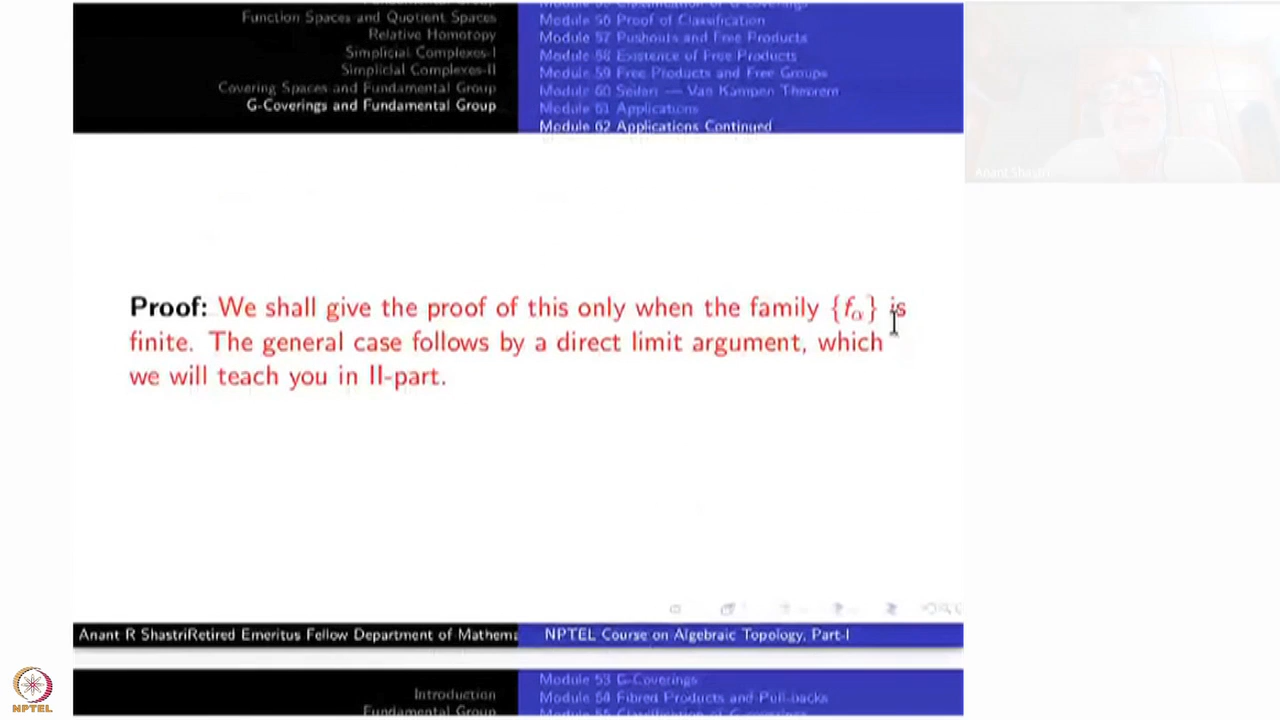 Function Spaces and Quotient Spaces
Relative Homotopy
Simplicial Complexes-I
Simplicial Complexes-II
Covering Spaces and Fundamental Group
G-Coverings and Fundamental Group
Module 56 Proof of Classification
Module 57 Pushouts and Free Products
Module 58 Existence of Free Products
Module 59 Free Products and Free Groups
Module 60 Seifert — Van Kampen Theorem
Module 61 Applications
Module 62 Applications Continued
Anant Shastri
Proof: We shall give the proof of this only when the family {fα} is
finite. The general case follows by a direct limit argument, which
we will teach you in II-part.
Anant R ShastriRetired Emeritus Fellow Department of Mathema
NPTEL Course on Algebraic Topology, Part-I
Introduction
Fundamental Group
Module 53 G-Coverings
Module 54 Fibred Products and Pull-backs
NPTEL